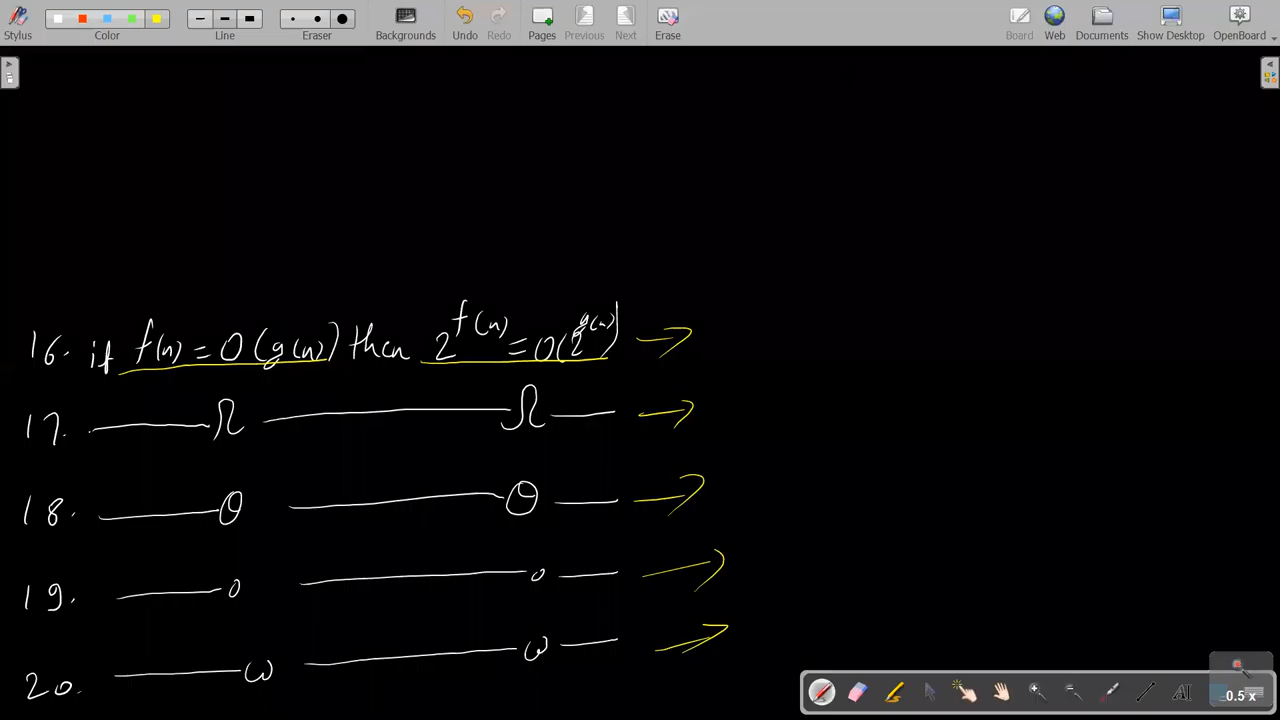 Stylus Color Line Eraser Backgrounds Undo Redo Pages Previous Next Erase Board Web Documents Show Desktop OpenBoard
16. if f(n) = O(g(n)) then 2^f(n) = O(2^g(n))
17. Ω Ω
18. Θ Θ
19. o o
20. ω ω
0.5 x